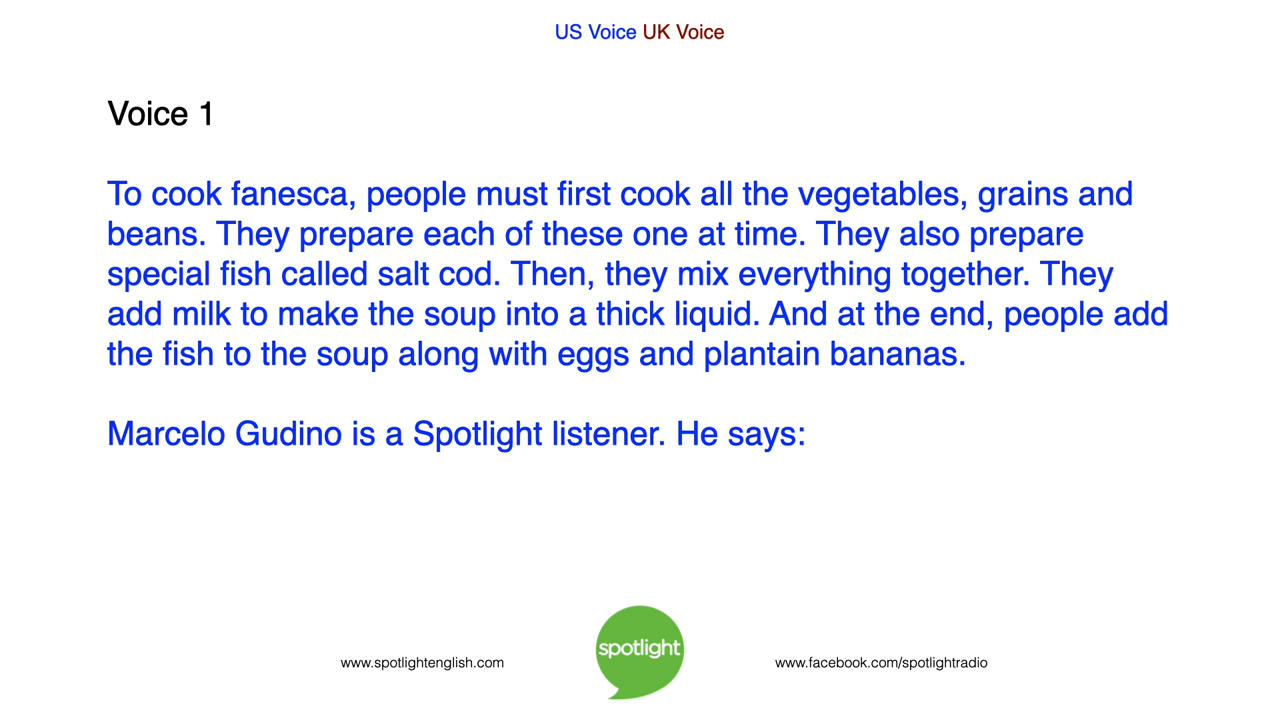 US Voice UK Voice
Voice 1
To cook fanesca, people must first cook all the vegetables, grains and
beans. They prepare each of these one at time. They also prepare
special fish called salt cod. Then, they mix everything together. They
add milk to make the soup into a thick liquid. And at the end, people add
the fish to the soup along with eggs and plantain bananas.
Marcelo Gudino is a Spotlight listener. He says:
www.spotlightenglish.com
spotlight
www.facebook.com/spotlightradio